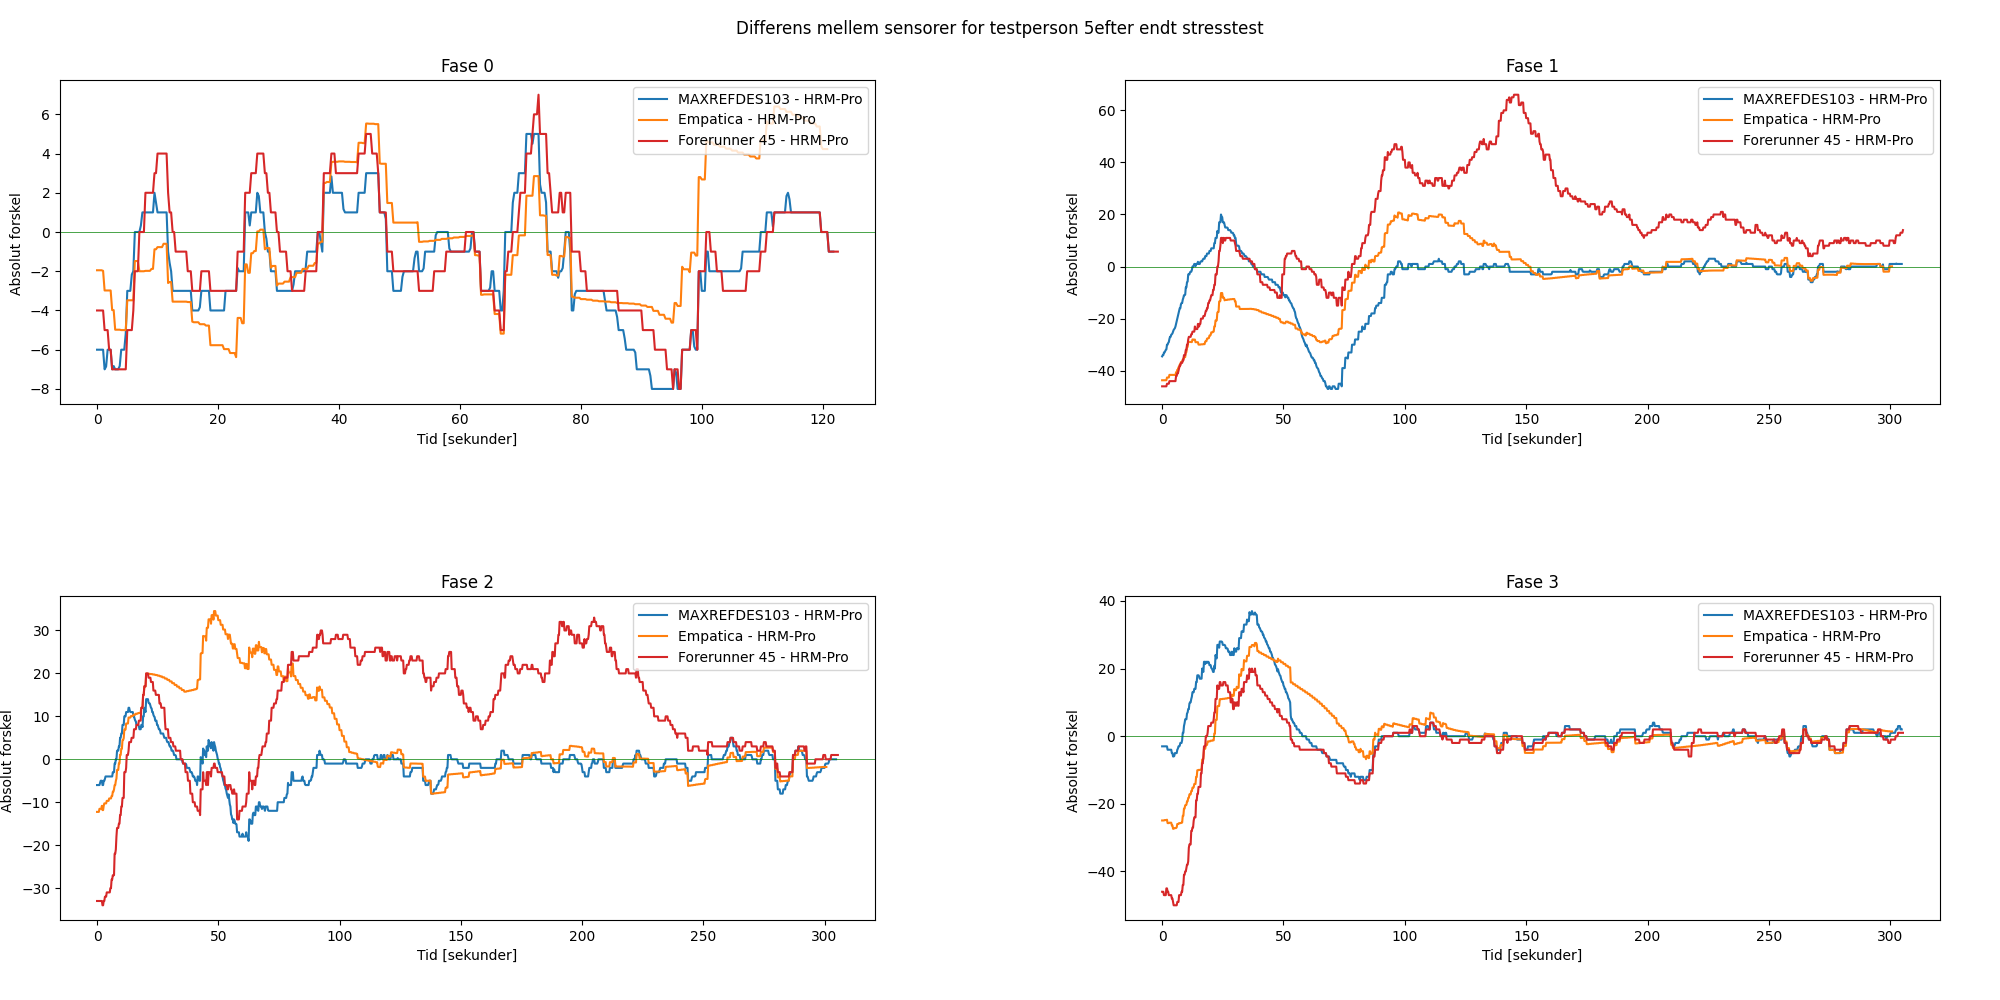 Differens mellem sensorer for testperson 5efter endt stresstest
Fase 0
MAXREFDES103 - HRM-Pro
Empatica - HRM-Pro
Forerunner 45 - HRM-Pro
Absolut forskel
6
4
2
0
−2
−4
−6
−8
0 20 40 60 80 100 120
Tid [sekunder]
Fase 1
MAXREFDES103 - HRM-Pro
Empatica - HRM-Pro
Forerunner 45 - HRM-Pro
Absolut forskel
60
40
20
0
−20
−40
0 50 100 150 200 250 300
Tid [sekunder]
Fase 2
MAXREFDES103 - HRM-Pro
Empatica - HRM-Pro
Forerunner 45 - HRM-Pro
Absolut forskel
30
20
10
0
−10
−20
−30
0 50 100 150 200 250 300
Tid [sekunder]
Fase 3
MAXREFDES103 - HRM-Pro
Empatica - HRM-Pro
Forerunner 45 - HRM-Pro
Absolut forskel
40
20
0
−20
−40
0 50 100 150 200 250 300
Tid [sekunder]